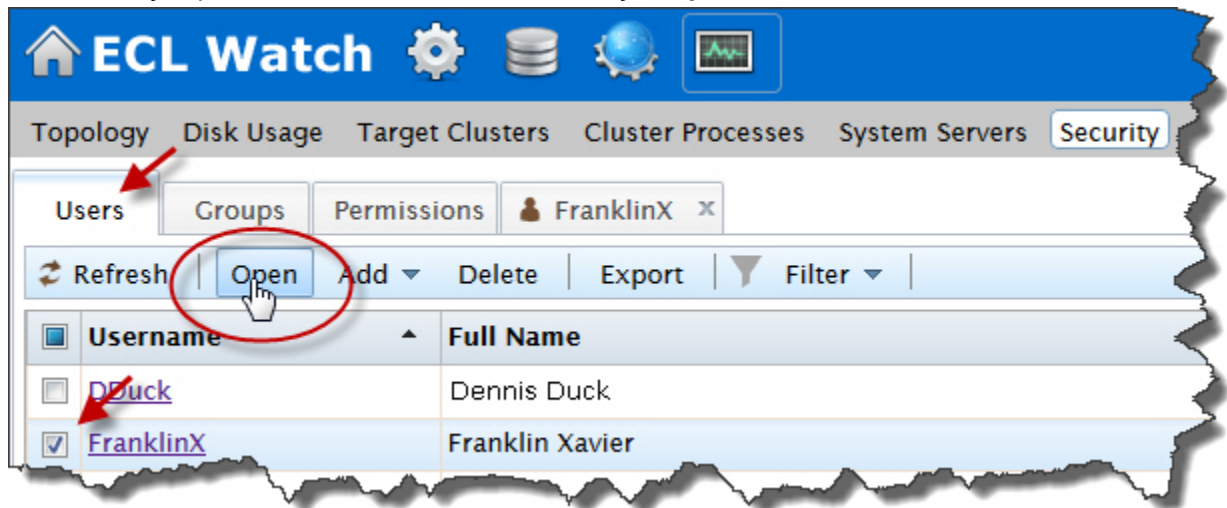 ECL Watch
Topology Disk Usage Target Clusters Cluster Processes System Servers Security
Users Groups Permissions FranklinX x
Refresh Open Add Delete Export Filter
Username Full Name
DDuck Dennis Duck
FranklinX Franklin Xavier